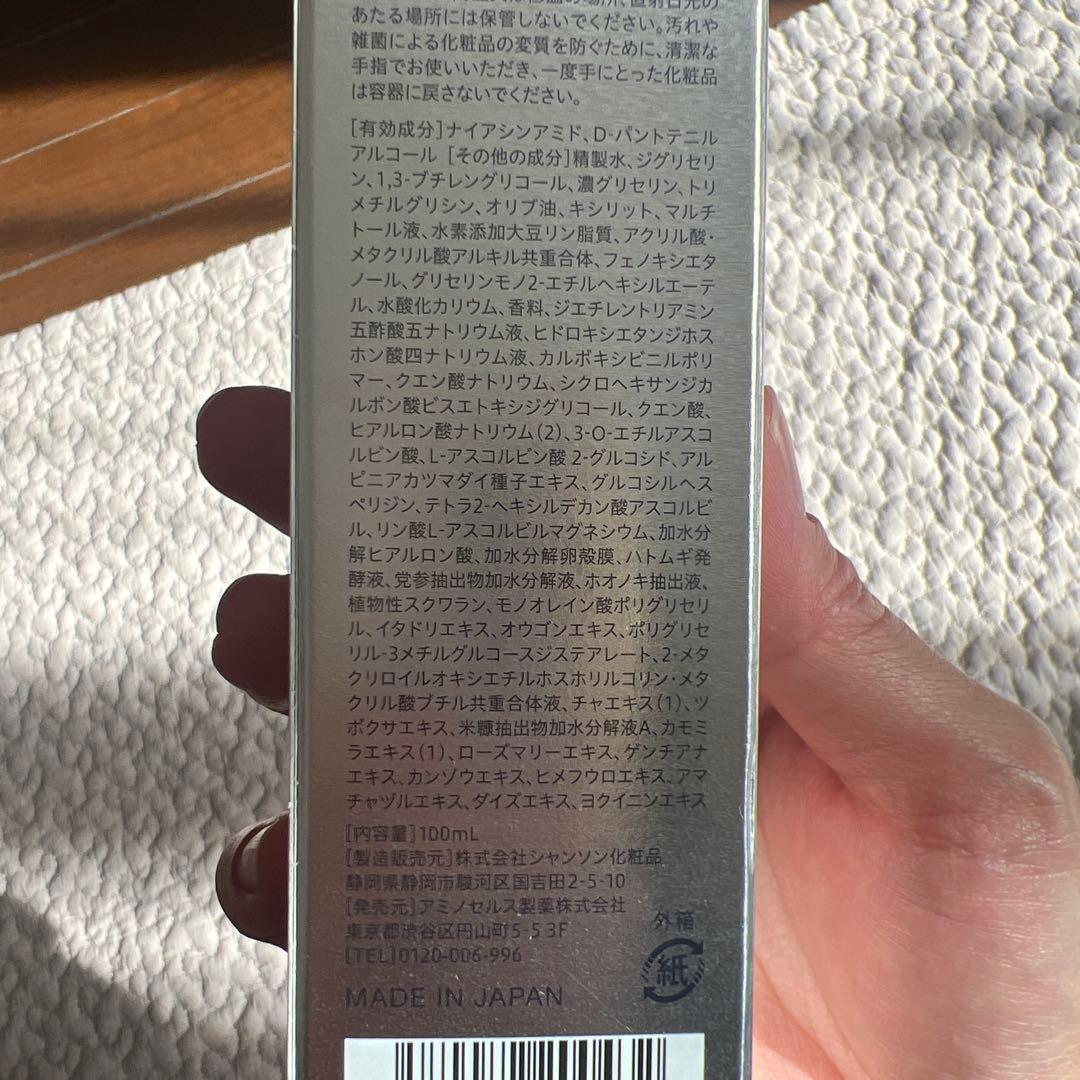 直射日光の
あたる場所には保管しないでください。汚れや
雑菌による化粧品の変質を防ぐために、清潔な
手指でお使いいただき、一度手にとった化粧品
は容器に戻さないでください。
[有効成分]ナイアシンアミド、D-パントテニル
アルコール [その他の成分]精製水、ジグリセリ
ン、1,3-ブチレングリコール、濃グリセリン、トリ
メチルグリシン、オリブ油、キシリット、マルチ
トール液、水素添加大豆リン脂質、アクリル酸・
メタクリル酸アルキル共重合体、フェノキシエタ
ノール、グリセリンモノ2-エチルヘキシルエーテ
ル、水酸化カリウム、香料、ジエチレントリアミン
五酢酸五ナトリウム液、ヒドロキシエタンジホス
ホン酸四ナトリウム液、カルボキシビニルポリ
マー、クエン酸ナトリウム、シクロヘキサンジカ
ルボン酸ビスエトキシジグリコール、クエン酸、
ヒアルロン酸ナトリウム(2)、3-O-エチルアスコ
ルビン酸、L-アスコルビン酸 2-グルコシド、アル
ピニアカツマダイ種子エキス、グルコシルヘス
ペリジン、テトラ2-ヘキシルデカン酸アスコルビ
ル、リン酸L-アスコルビルマグネシウム、加水分
解ヒアルロン酸、加水分解卵殻膜、ハトムギ発
酵液、党参抽出物加水分解液、ホオノキ抽出液、
植物性スクワラン、モノオレイン酸ポリグリセリ
ル、イタドリエキス、オウゴンエキス、ポリグリセ
リル-3メチルグルコースジステアレート、2-メタ
クリロイルオキシエチルホスホリルコリン・メタ
クリル酸ブチル共重合体液、チャエキス(1)、ツ
ボクサエキス、米糠抽出物加水分解液A、カモミ
ラエキス(1)、ローズマリーエキス、ゲンチアナ
エキス、カンゾウエキス、ヒメフウロエキス、アマ
チャヅルエキス、ダイズエキス、ヨクイニンエキス
[内容量]100mL
[製造販売元]株式会社シャンソン化粧品
静岡県静岡市駿河区国吉田2-5-10
[発売元]アミノセルス製薬株式会社
東京都渋谷区円山町5-5 3F
[TEL]0120-006-996
外箱
紙
MADE IN JAPAN